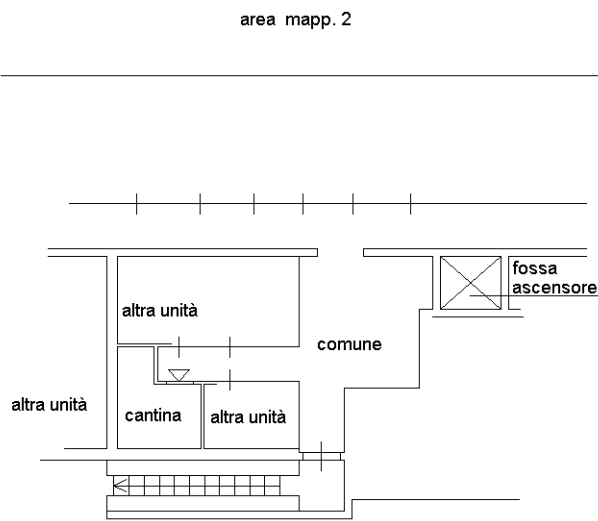 area mapp. 2
fossa
ascensore
altra unità
comune
altra unità
cantina
altra unità